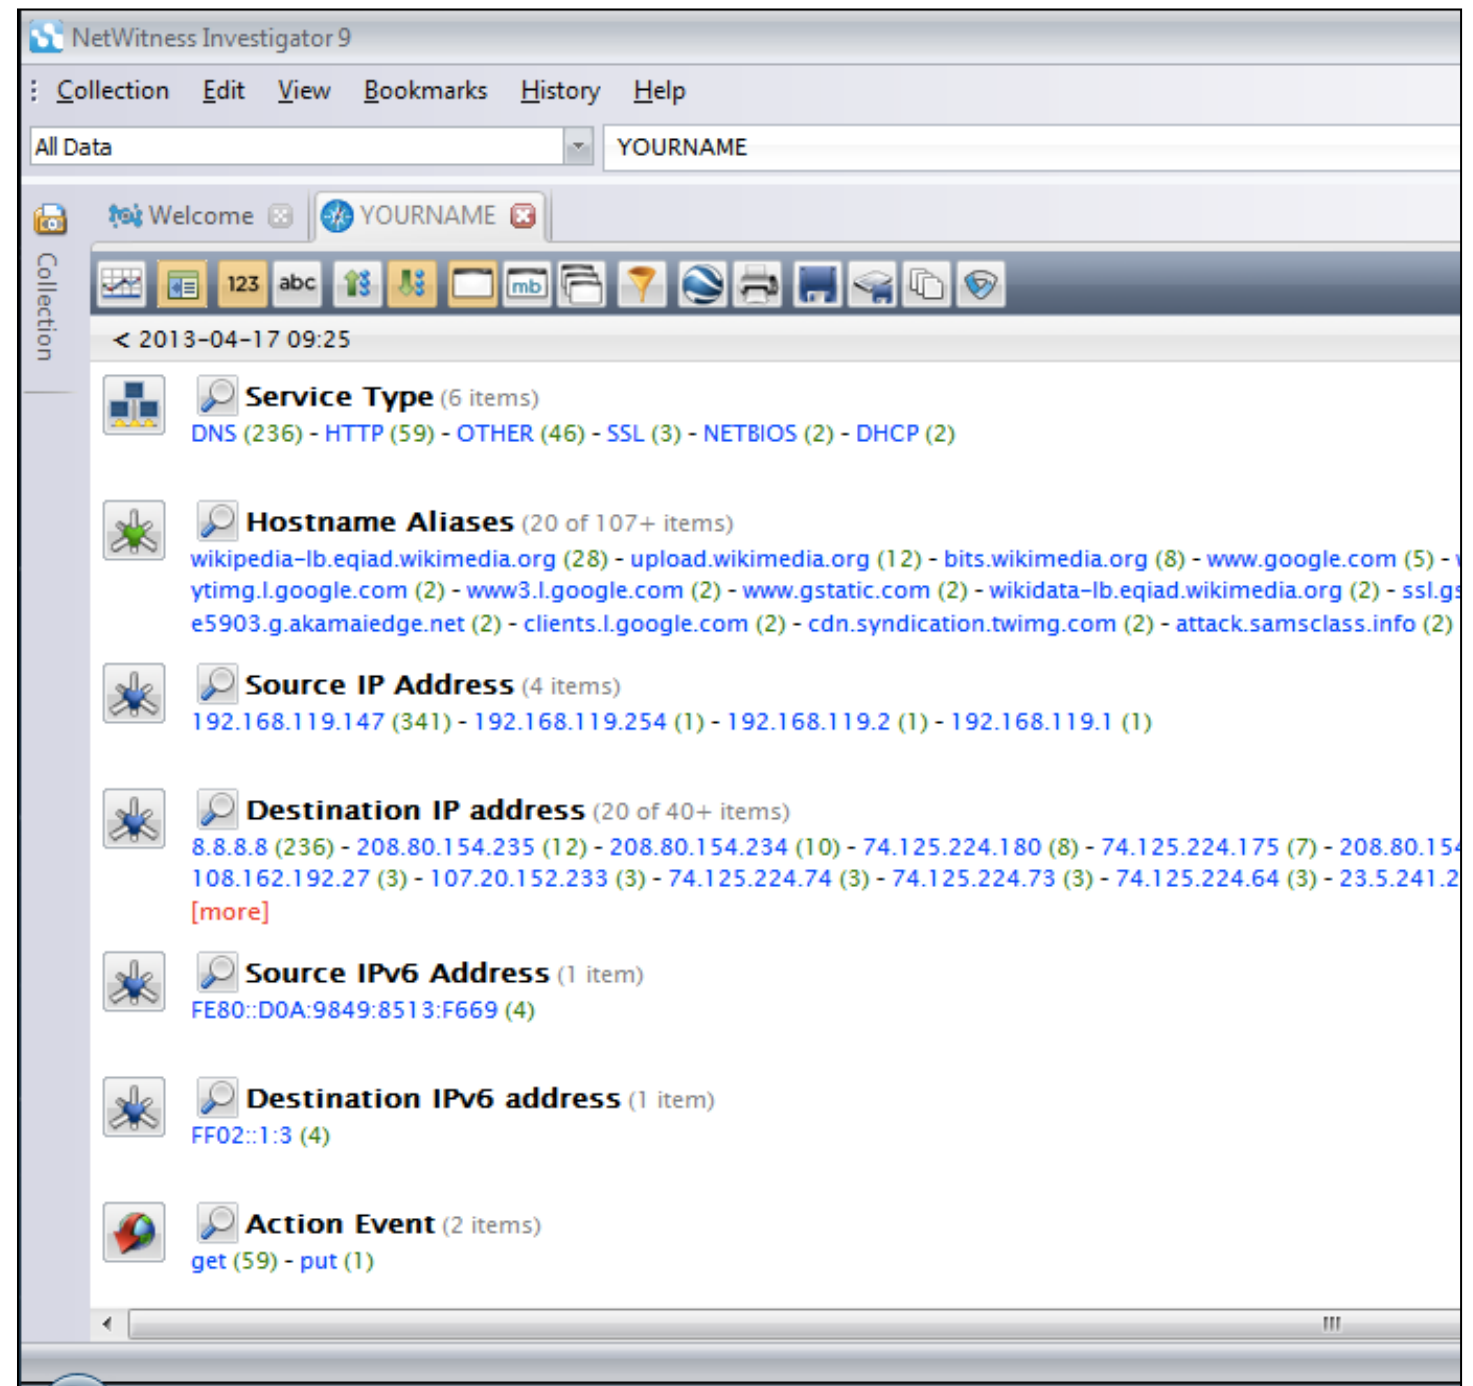 NetWitness Investigator 9
Collection Edit View Bookmarks History Help
All Data YOURNAME
Welcome YOURNAME
Collection
123 abc mb
< 2013-04-17 09:25
Service Type (6 items)
DNS (236) - HTTP (59) - OTHER (46) - SSL (3) - NETBIOS (2) - DHCP (2)
Hostname Aliases (20 of 107+ items)
wikipedia-lb.eqiad.wikimedia.org (28) - upload.wikimedia.org (12) - bits.wikimedia.org (8) - www.google.com (5) -
ytimg.l.google.com (2) - www3.l.google.com (2) - www.gstatic.com (2) - wikidata-lb.eqiad.wikimedia.org (2) - ssl.gs
e5903.g.akamaiedge.net (2) - clients.l.google.com (2) - cdn.syndication.twimg.com (2) - attack.samsclass.info (2)
Source IP Address (4 items)
192.168.119.147 (341) - 192.168.119.254 (1) - 192.168.119.2 (1) - 192.168.119.1 (1)
Destination IP address (20 of 40+ items)
8.8.8.8 (236) - 208.80.154.235 (12) - 208.80.154.234 (10) - 74.125.224.180 (8) - 74.125.224.175 (7) - 208.80.154
108.162.192.27 (3) - 107.20.152.233 (3) - 74.125.224.74 (3) - 74.125.224.73 (3) - 74.125.224.64 (3) - 23.5.241.2
[more]
Source IPv6 Address (1 item)
FE80::D0A:9849:8513:F669 (4)
Destination IPv6 address (1 item)
FF02::1:3 (4)
Action Event (2 items)
get (59) - put (1)